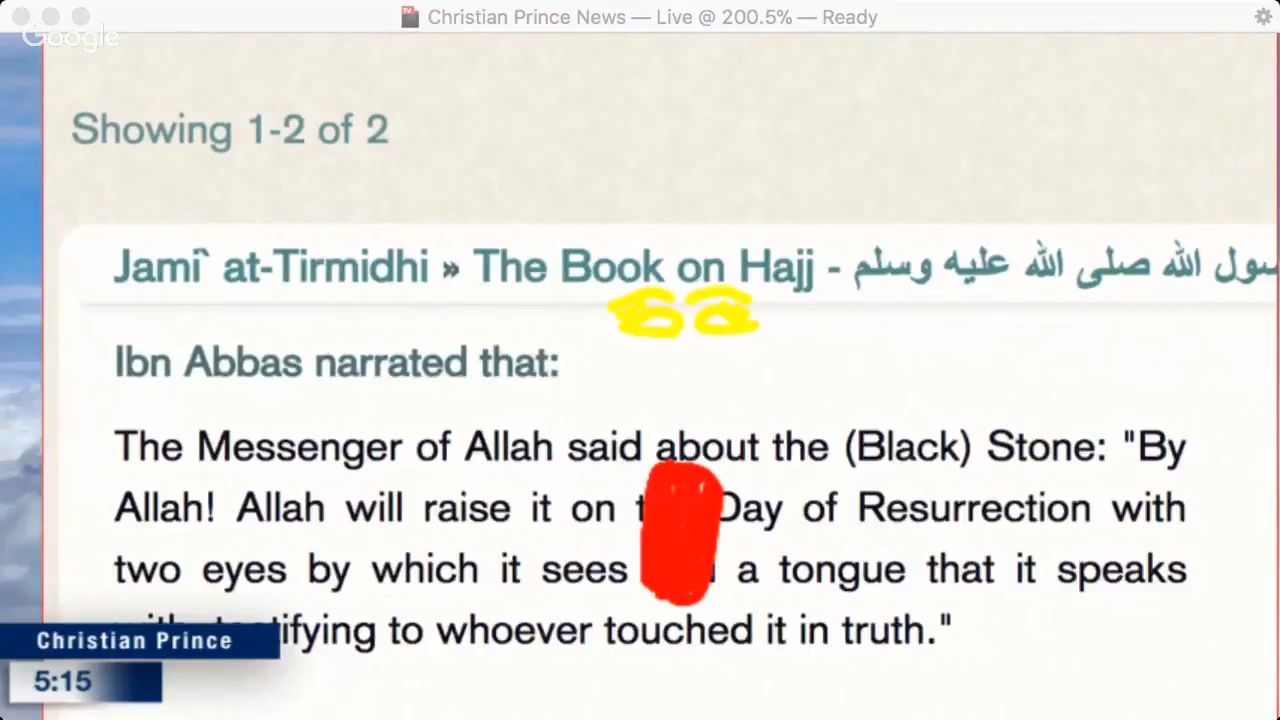 Christian Prince News — Live @ 200.5% — Ready
Google
Showing 1-2 of 2
Jami` at-Tirmidhi » The Book on Hajj - سول الله صلى الله عليه وسلم
Ibn Abbas narrated that:
The Messenger of Allah said about the (Black) Stone: "By
Allah! Allah will raise it on Day of Resurrection with
two eyes by which it sees a tongue that it speaks
to whoever touched it in truth."
Christian Prince
5:15